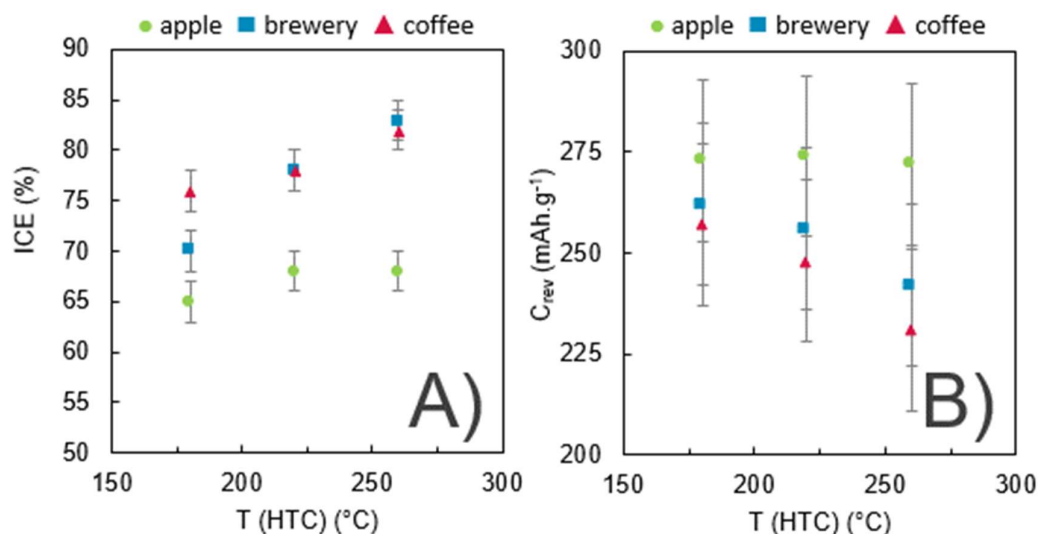 apple brewery coffee
90
85
80
75
70
65
60
55
50
150 200 250 300
ICE (%)
T (HTC) (°C)
A)
apple brewery coffee
300
275
250
225
200
150 200 250 300
C_rev (mAh.g⁻¹)
T (HTC) (°C)
B)